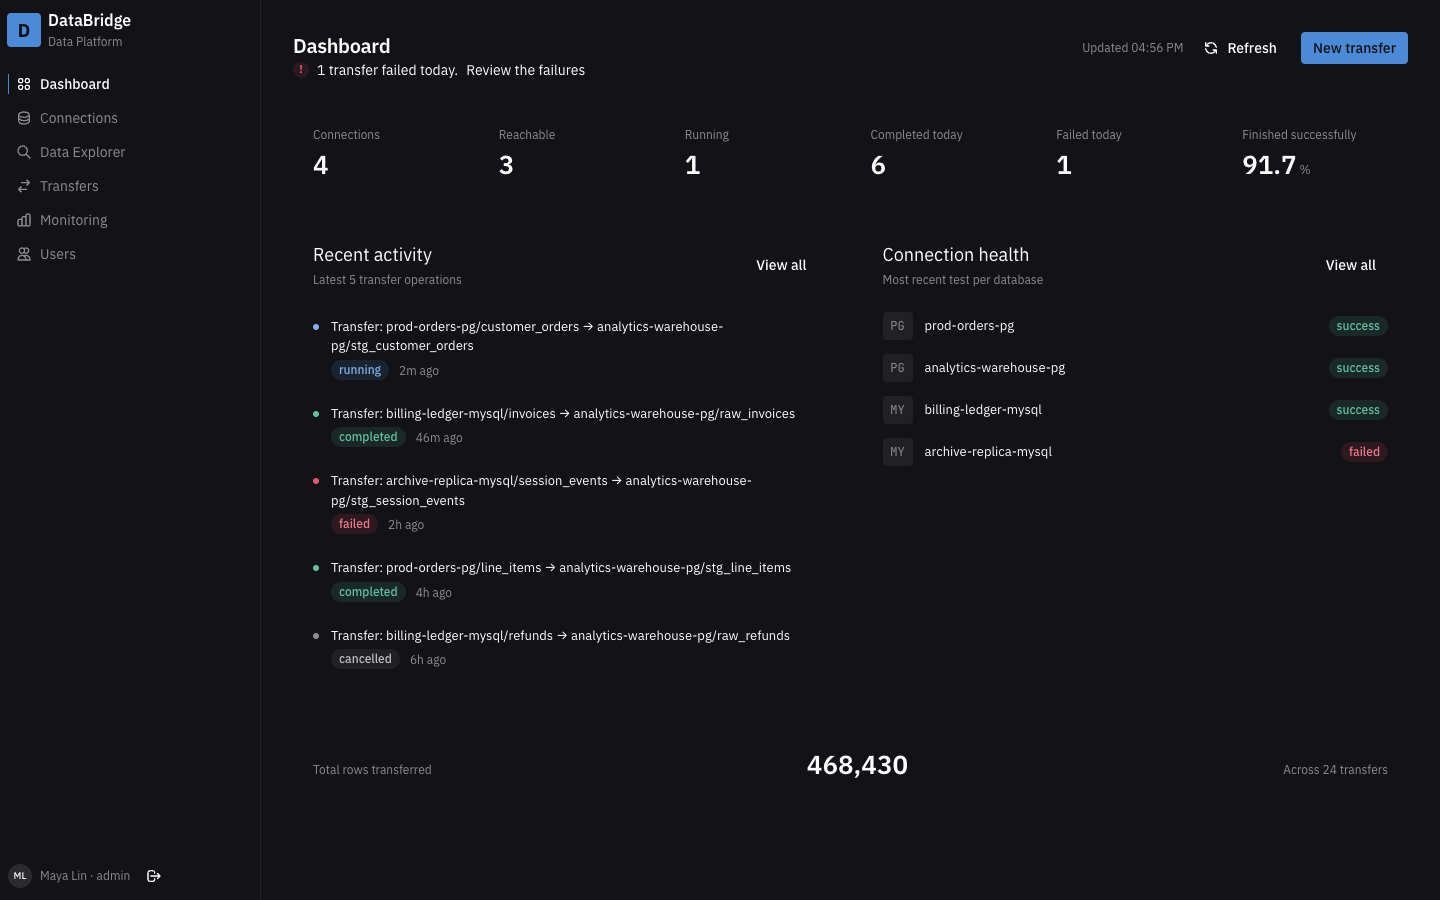 D
DataBridge
Data Platform
Dashboard
Connections
Data Explorer
Transfers
Monitoring
Users
ML
Maya Lin · admin
Dashboard
! 1 transfer failed today. Review the failures
Updated 04:56 PM
Refresh
New transfer
Connections
4
Reachable
3
Running
1
Completed today
6
Failed today
1
Finished successfully
91.7 %
Recent activity
Latest 5 transfer operations
View all
Transfer: prod-orders-pg/customer_orders → analytics-warehouse-
pg/stg_customer_orders
running 2m ago
Transfer: billing-ledger-mysql/invoices → analytics-warehouse-pg/raw_invoices
completed 46m ago
Transfer: archive-replica-mysql/session_events → analytics-warehouse-
pg/stg_session_events
failed 2h ago
Transfer: prod-orders-pg/line_items → analytics-warehouse-pg/stg_line_items
completed 4h ago
Transfer: billing-ledger-mysql/refunds → analytics-warehouse-pg/raw_refunds
cancelled 6h ago
Connection health
Most recent test per database
View all
PG prod-orders-pg success
PG analytics-warehouse-pg success
MY billing-ledger-mysql success
MY archive-replica-mysql failed
Total rows transferred
468,430
Across 24 transfers